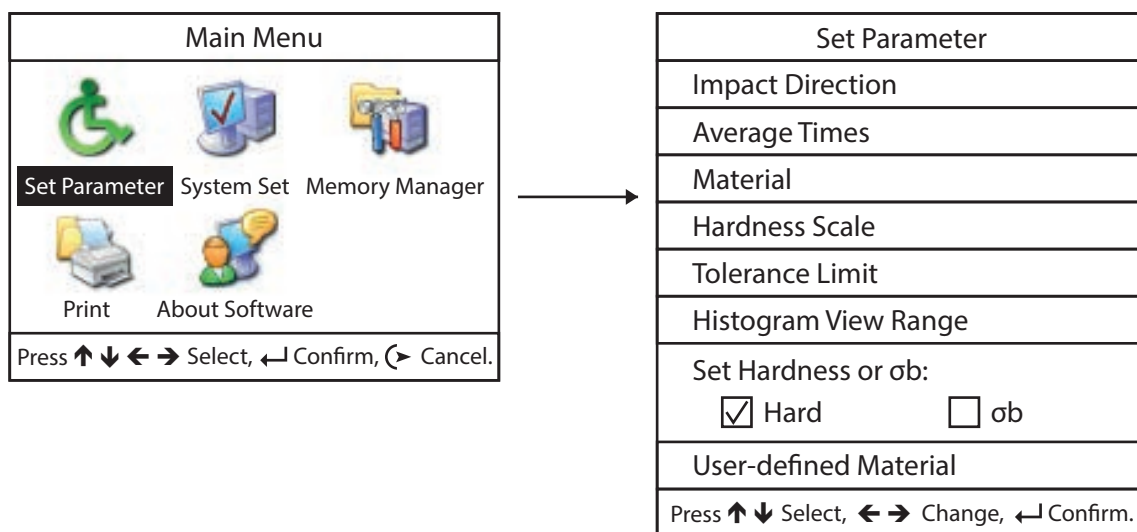 Main Menu
Set Parameter System Set Memory Manager
Print About Software
Press ↑ ↓ ← → Select, ↵ Confirm, Cancel.
Set Parameter
Impact Direction
Average Times
Material
Hardness Scale
Tolerance Limit
Histogram View Range
Set Hardness or σb:
☑ Hard ☐ σb
User-defined Material
Press ↑ ↓ Select, ← → Change, ↵ Confirm.